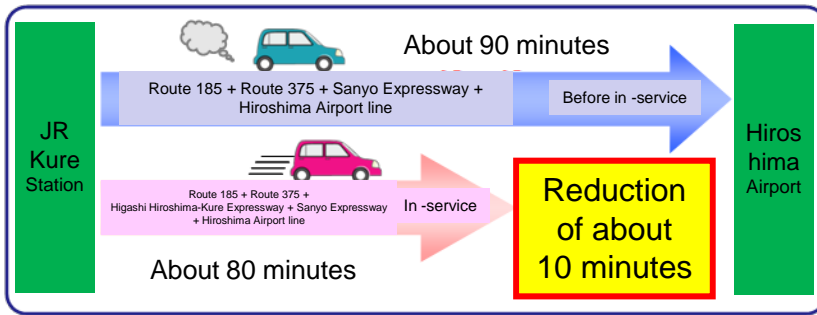 JR
Kure
Station
About 90 minutes
Route 185 + Route 375 + Sanyo Expressway +
Hiroshima Airport line
Before in -service
Route 185 + Route 375 +
Higashi Hiroshima-Kure Expressway + Sanyo Expressway
+ Hiroshima Airport line
In -service
About 80 minutes
Reduction
of about
10 minutes
Hiros
hima
Airport